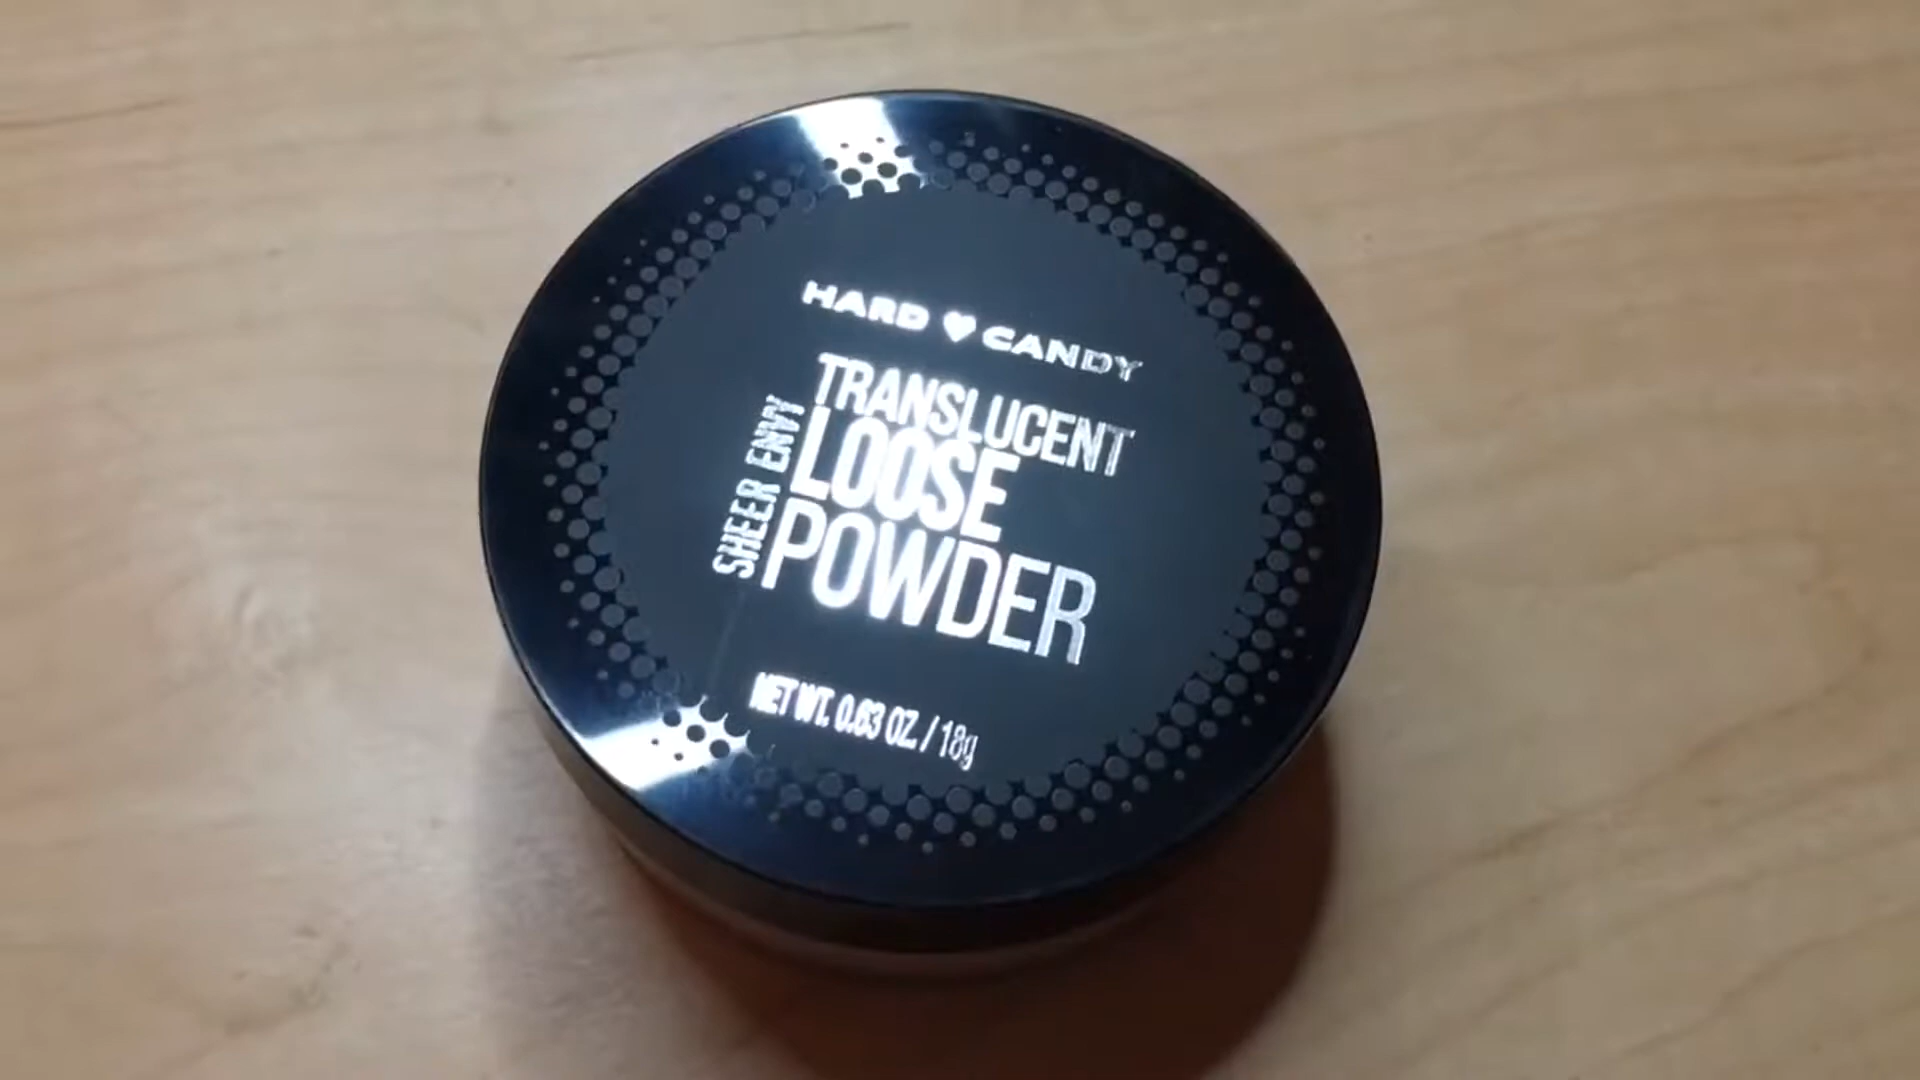 HARD ♥ CANDY
SHEER ENVY
TRANSLUCENT
LOOSE
POWDER
NET WT. 0.63 OZ. / 18g